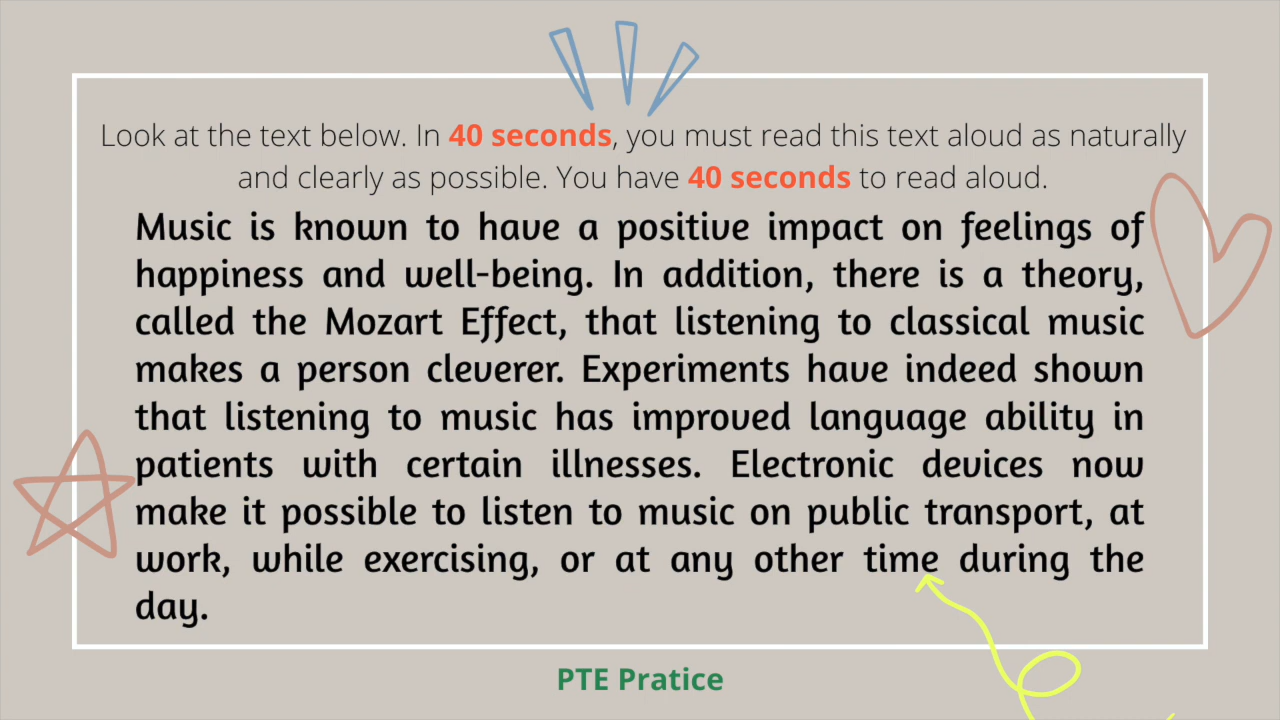 Look at the text below. In 40 seconds, you must read this text aloud as naturally
and clearly as possible. You have 40 seconds to read aloud.
Music is known to have a positive impact on feelings of
happiness and well-being. In addition, there is a theory,
called the Mozart Effect, that listening to classical music
makes a person cleverer. Experiments have indeed shown
that listening to music has improved language ability in
patients with certain illnesses. Electronic devices now
make it possible to listen to music on public transport, at
work, while exercising, or at any other time during the
day.
PTE Pratice